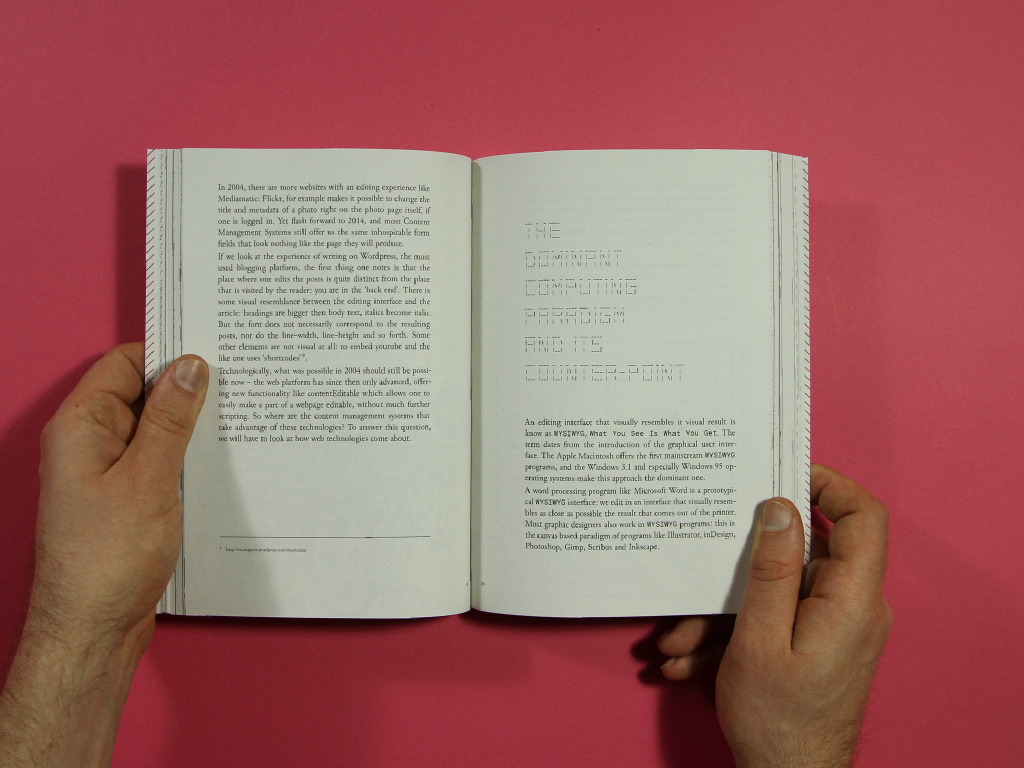 In 2004, there are more websites with an editing experience like
Mediamatic: Flickr, for example makes it possible to change the
title and metadata of a photo right on the photo page itself, if
one is logged in. Yet flash forward to 2014, and most Content
Management Systems still offer us the same inhospitable form
fields that look nothing like the page they will produce.
If we look at the experience of writing on Wordpress, the most
used blogging platform, the first thing one notes is that the
place where one edits the posts is quite distinct from the place
that is visited by the reader: you are in the 'back end'. There is
some visual resemblance between the editing interface and the
article: headings are bigger then body text, italics become italic.
But the font does not necessarily correspond to the resulting
posts, nor do the line-width, line-height and so forth. Some
other elements are not visual at all: to embed youtube and the
like one uses 'shortcodes'⁹.
Technologically, what was possible in 2004 should still be possi-
ble now – the web platform has since then only advanced, offer-
ing new functionality like contentEditable which allows one to
easily make a part of a webpage editable, without much further
scripting. So where are the content management systems that
take advantage of these technologies? To answer this question,
we will have to look at how web technologies come about.
An editing interface that visually resembles it visual result is
know as WYSIWYG, What You See Is What You Get. The
term dates from the introduction of the graphical user inter-
face. The Apple Macintosh offers the first mainstream WYSIWYG
programs, and the Windows 3.1 and especially Windows 95 op-
erating systems make this approach the dominant one.
A word processing program like Microsoft Word is a prototypi-
cal WYSIWYG interface: we edit in an interface that visually resem-
bles as close as possible the result that comes out of the printer.
Most graphic designers also work in WYSIWYG programs: this is
the canvas based paradigm of programs like Illustrator, inDesign,
Photoshop, Gimp, Scribus and Inkscape.